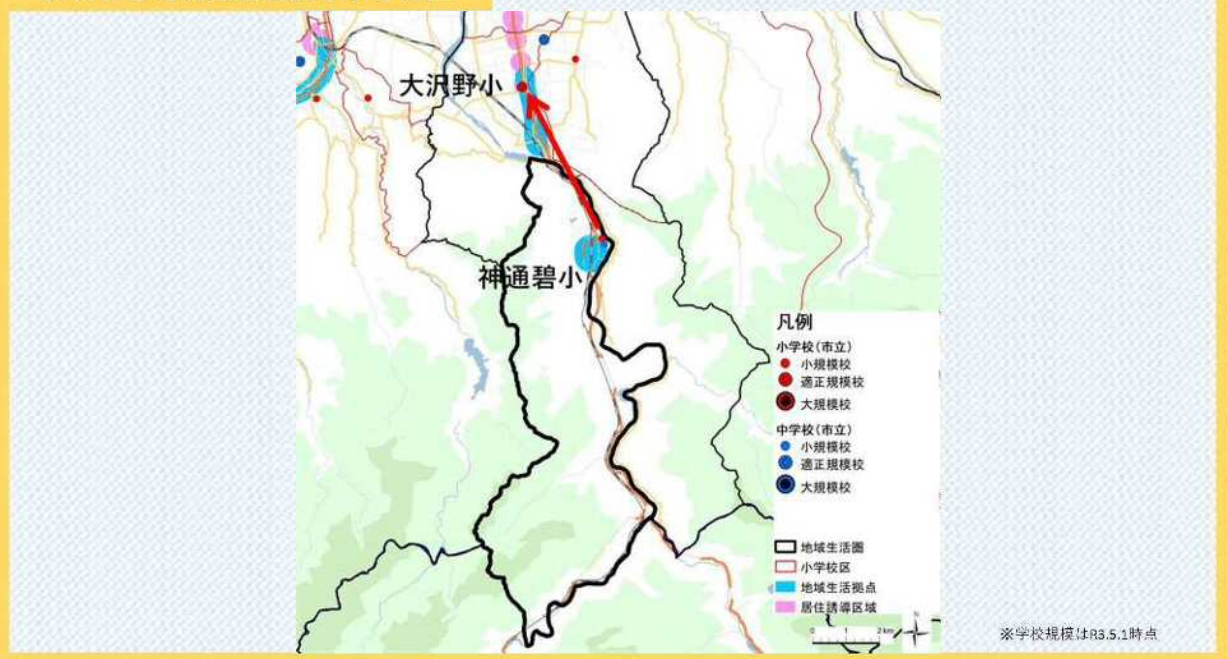 大沢野小
神通碧小
凡例
小学校(市立)
小規模校
適正規模校
大規模校
中学校(市立)
小規模校
適正規模校
大規模校
地域生活圏
小学校区
地域生活拠点
居住誘導区域
0 1 2 km
N
※学校規模はR3.5.1時点